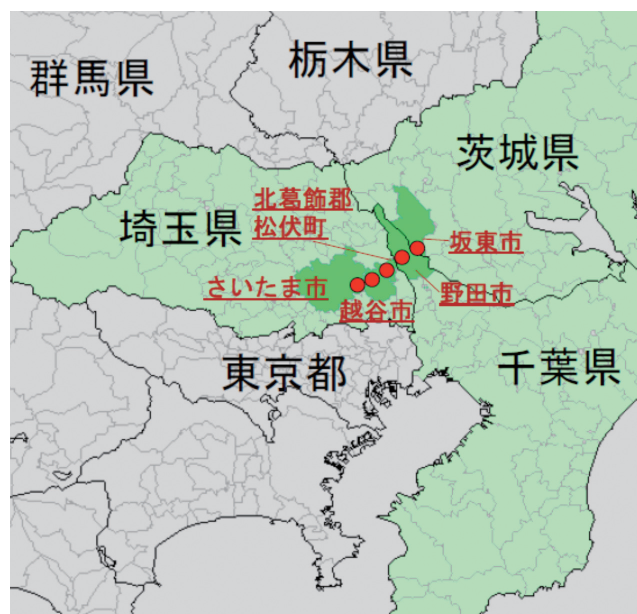 栃木県
群馬県
茨城県
北葛飾郡
松伏町
埼玉県
坂東市
さいたま市
野田市
越谷市
東京都
千葉県